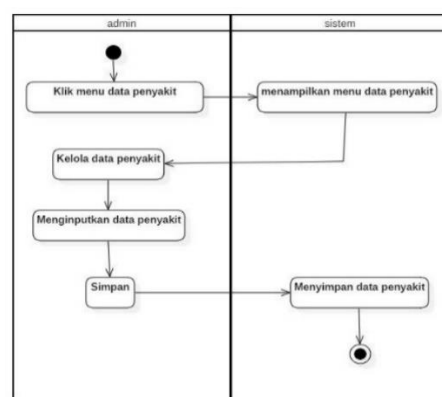 admin
sistem
Klik menu data penyakit
menampilkan menu data penyakit
Kelola data penyakit
Menginputkan data penyakit
Simpan
Menyimpan data penyakit